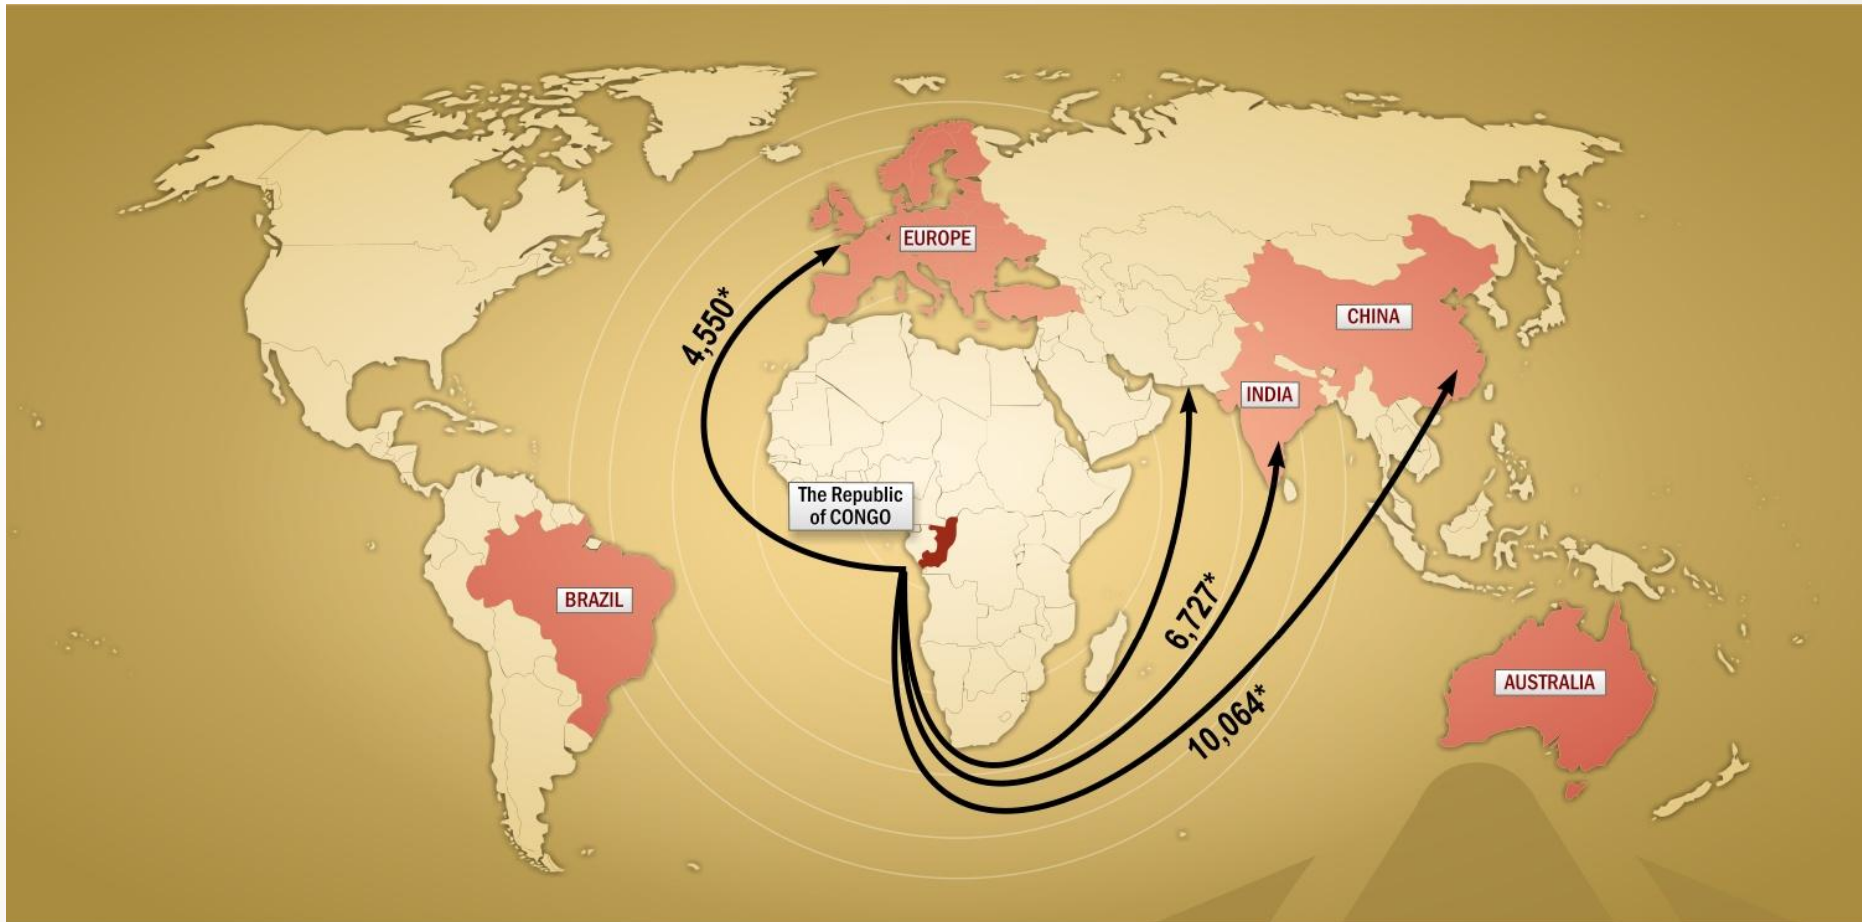 EUROPE
4,550*
CHINA
INDIA
The Republic
of CONGO
BRAZIL
6,727*
AUSTRALIA
10,064*